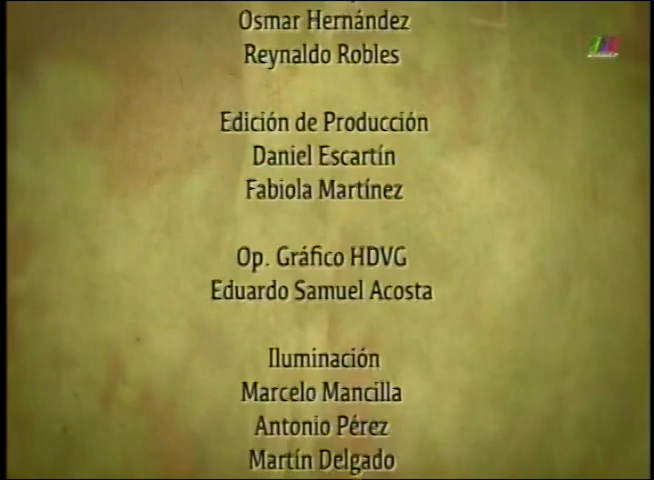 Osmar Hernández
Reynaldo Robles
Edición de Producción
Daniel Escartín
Fabiola Martínez
Op. Gráfico HDVG
Eduardo Samuel Acosta
Iluminación
Marcelo Mancilla
Antonio Pérez
Martín Delgado